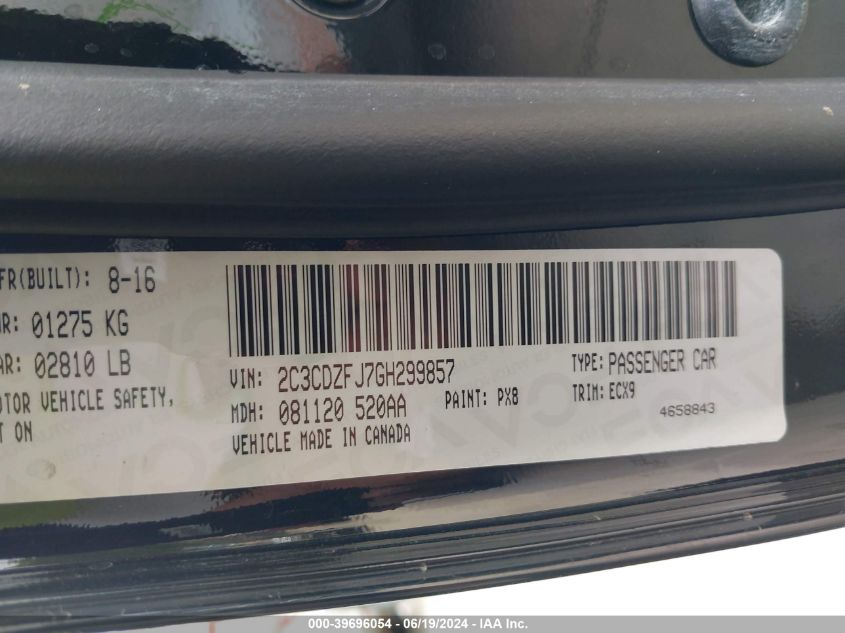 FR(BUILT): 8-16
R: 01275 KG
AR: 02810 LB
OTOR VEHICLE SAFETY,
T ON
VIN: 2C3CDZFJ7GH299857
TYPE: PASSENGER CAR
MDH: 081120 520AA
PAINT: PX8
TRIM: ECX9
VEHICLE MADE IN CANADA
4658843
000-39696054 - 06/19/2024 - IAA Inc.